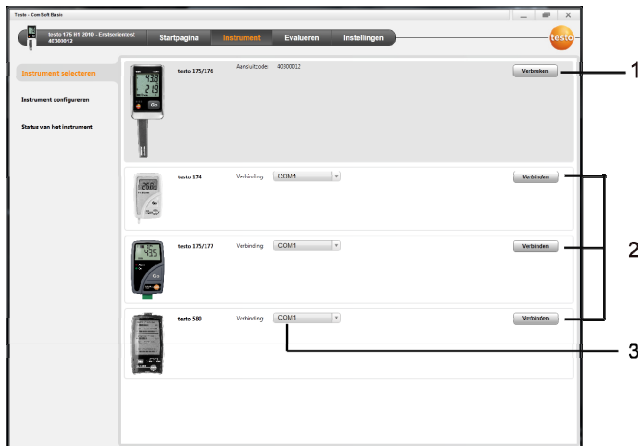 Testo - ComSoft Basic
testo 175 H1 2010 - Erstserientest
40300012
Startpagina
Instrument
Evalueren
Instellingen
testo
Instrument selecteren
Instrument configureren
Status van het instrument
testo 175/176
Aansluitcode: 40300012
Verbreken
1
testo 174
Verbinding
COM1
Verbinden
testo 175/177
Verbinding
COM1
Verbinden
2
testo 580
Verbinding
COM1
Verbinden
3